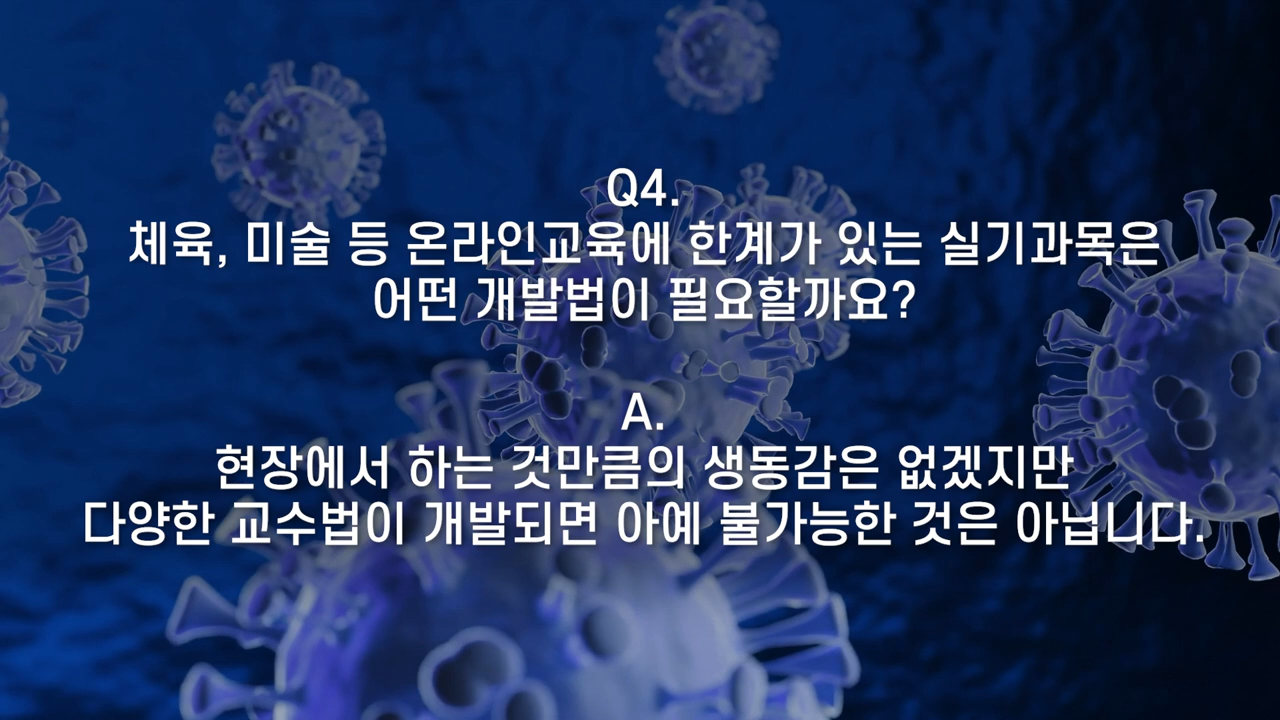 Q4.
체육, 미술 등 온라인교육에 한계가 있는 실기과목은
어떤 개발법이 필요할까요?
A.
현장에서 하는 것만큼의 생동감은 없겠지만
다양한 교수법이 개발되면 아예 불가능한 것은 아닙니다.